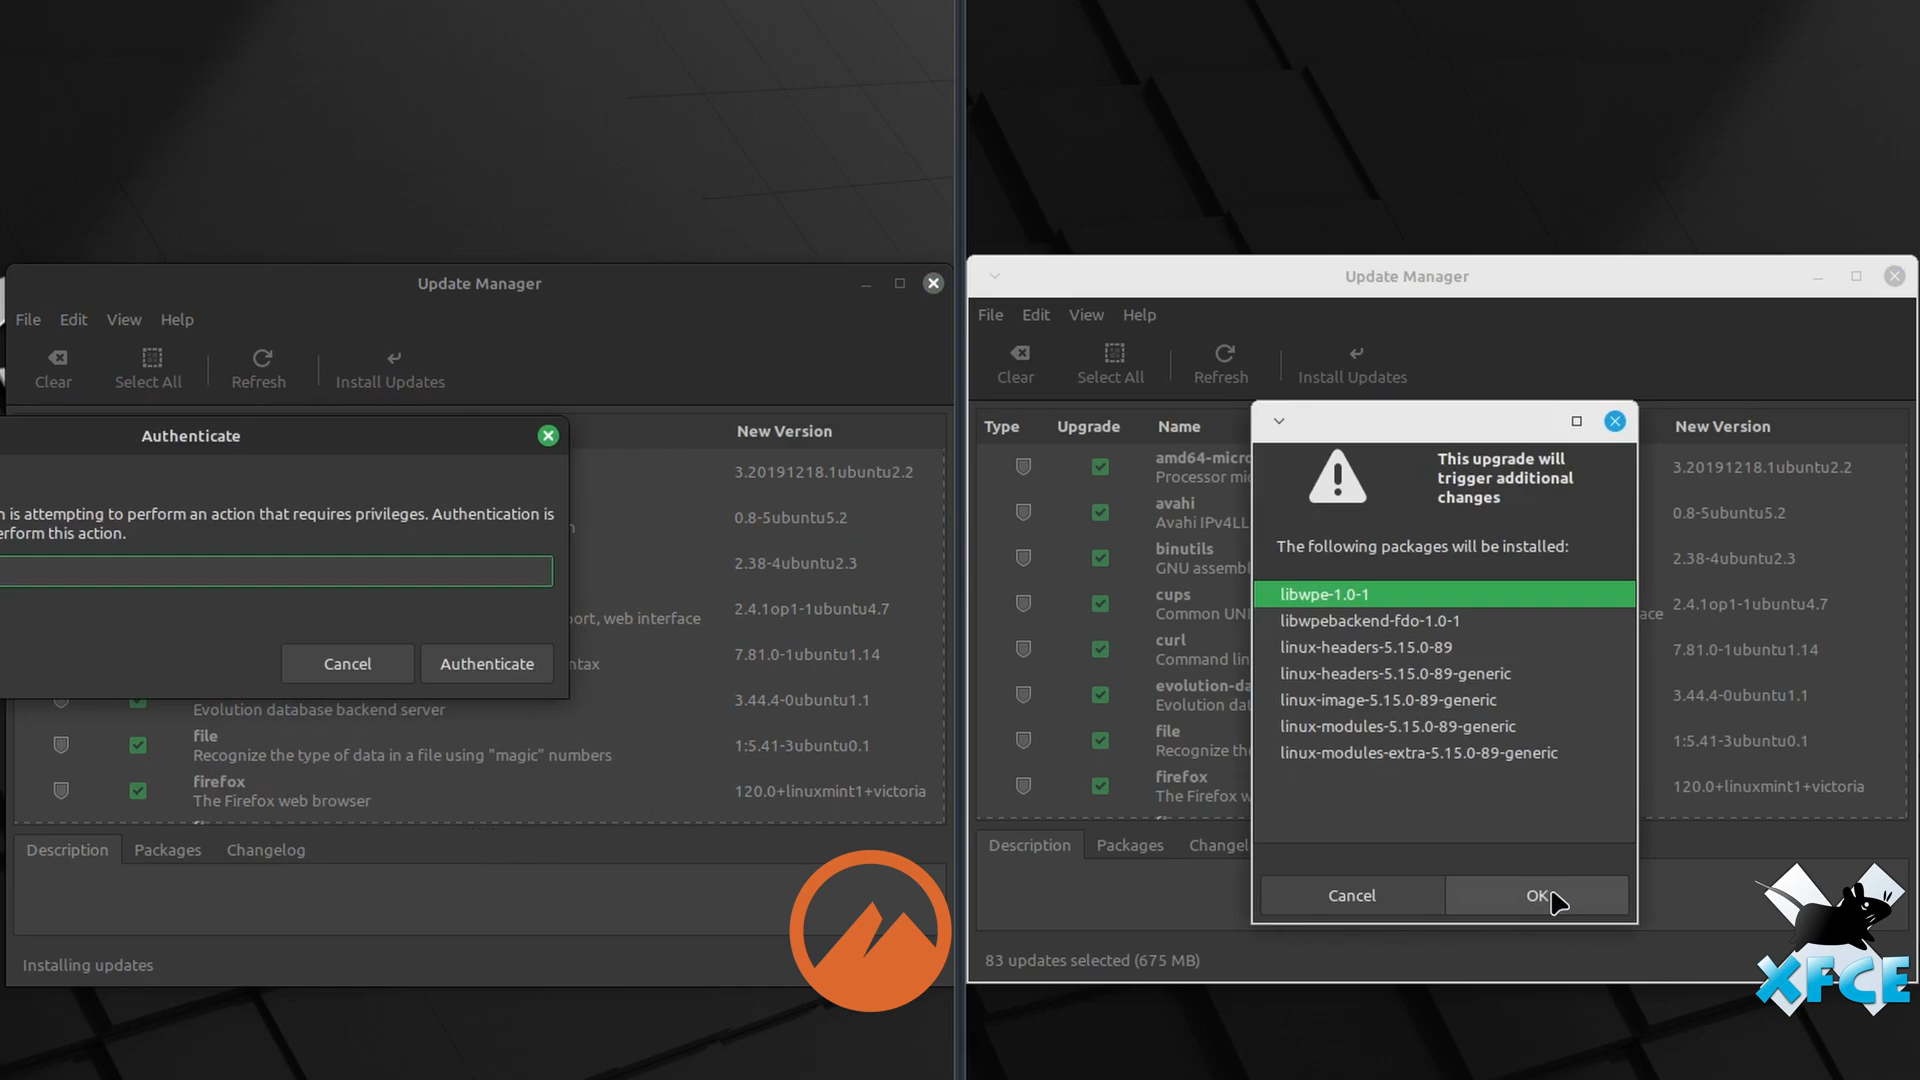 Update Manager
File Edit View Help
Clear Select All Refresh Install Updates
New Version
3.20191218.1ubuntu2.2
0.8-5ubuntu5.2
2.38-4ubuntu2.3
ort, web interface 2.4.1op1-1ubuntu4.7
ntax 7.81.0-1ubuntu1.14
3.44.4-0ubuntu1.1
Evolution database backend server
file
Recognize the type of data in a file using "magic" numbers
1:5.41-3ubuntu0.1
firefox
The Firefox web browser
120.0+linuxmint1+victoria
Authenticate
is attempting to perform an action that requires privileges. Authentication is
erform this action.
Cancel Authenticate
Description Packages Changelog
Installing updates
Update Manager
File Edit View Help
Clear Select All Refresh Install Updates
Type Upgrade Name New Version
amd64-micro
Processor mi
3.20191218.1ubuntu2.2
avahi
Avahi IPv4LL
0.8-5ubuntu5.2
binutils
GNU assembl
2.38-4ubuntu2.3
cups
Common UNI
ace 2.4.1op1-1ubuntu4.7
curl
Command lin
7.81.0-1ubuntu1.14
evolution-da
Evolution dat
3.44.4-0ubuntu1.1
file
Recognize the
1:5.41-3ubuntu0.1
firefox
The Firefox w
120.0+linuxmint1+victoria
This upgrade will
trigger additional
changes
The following packages will be installed:
libwpe-1.0-1
libwpebackend-fdo-1.0-1
linux-headers-5.15.0-89
linux-headers-5.15.0-89-generic
linux-image-5.15.0-89-generic
linux-modules-5.15.0-89-generic
linux-modules-extra-5.15.0-89-generic
Cancel OK
Description Packages Changel
83 updates selected (675 MB)
XFCE